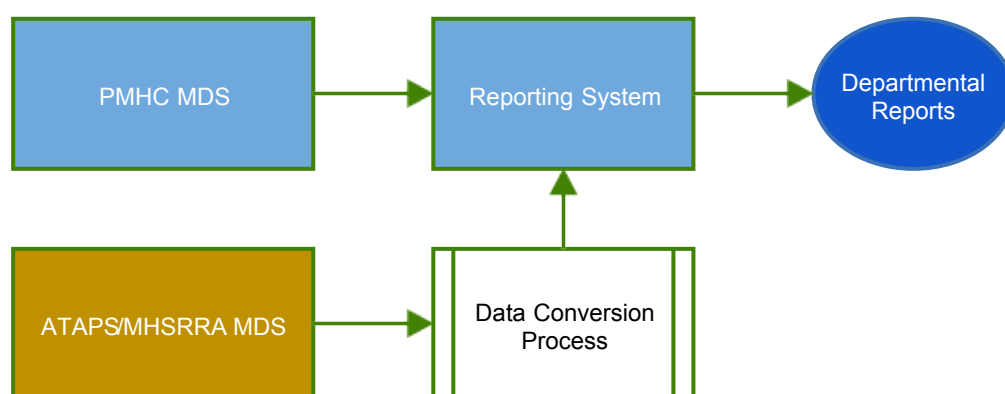 PMHC MDS
Reporting System
Departmental
Reports
ATAPS/MHSRRA MDS
Data Conversion
Process